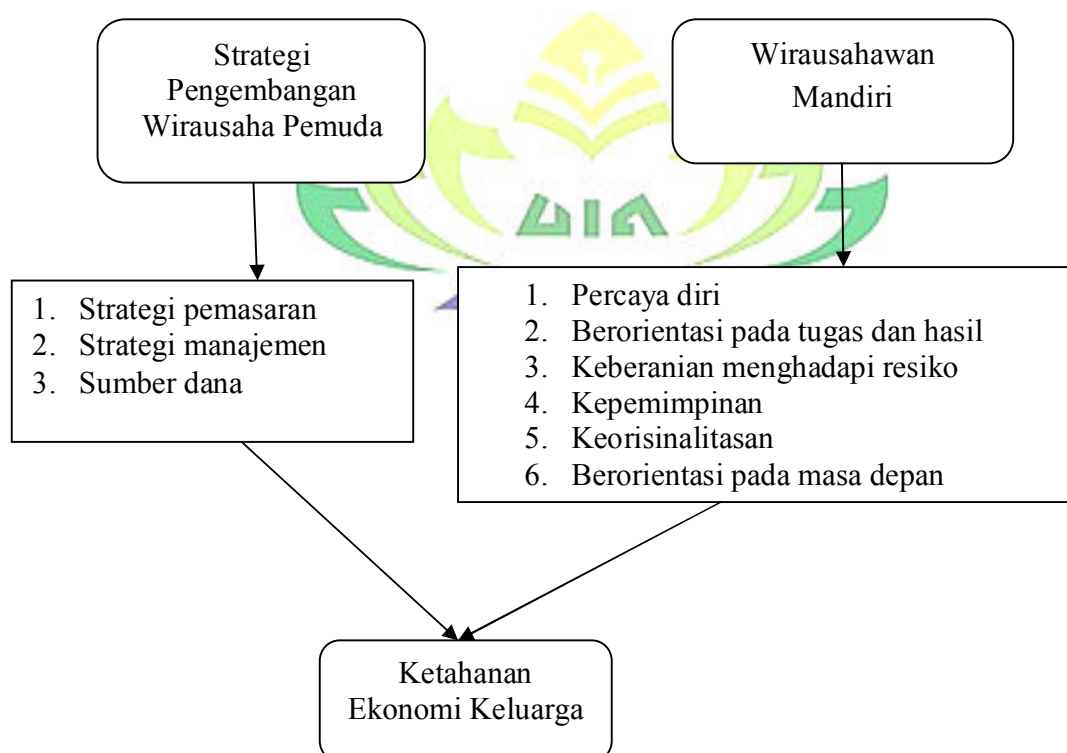 Strategi
Pengembangan
Wirausaha Pemuda
Wirausahawan
Mandiri
1. Strategi pemasaran
2. Strategi manajemen
3. Sumber dana
1. Percaya diri
2. Berorientasi pada tugas dan hasil
3. Keberanian menghadapi resiko
4. Kepemimpinan
5. Keorisinalitasan
6. Berorientasi pada masa depan
Ketahanan
Ekonomi Keluarga